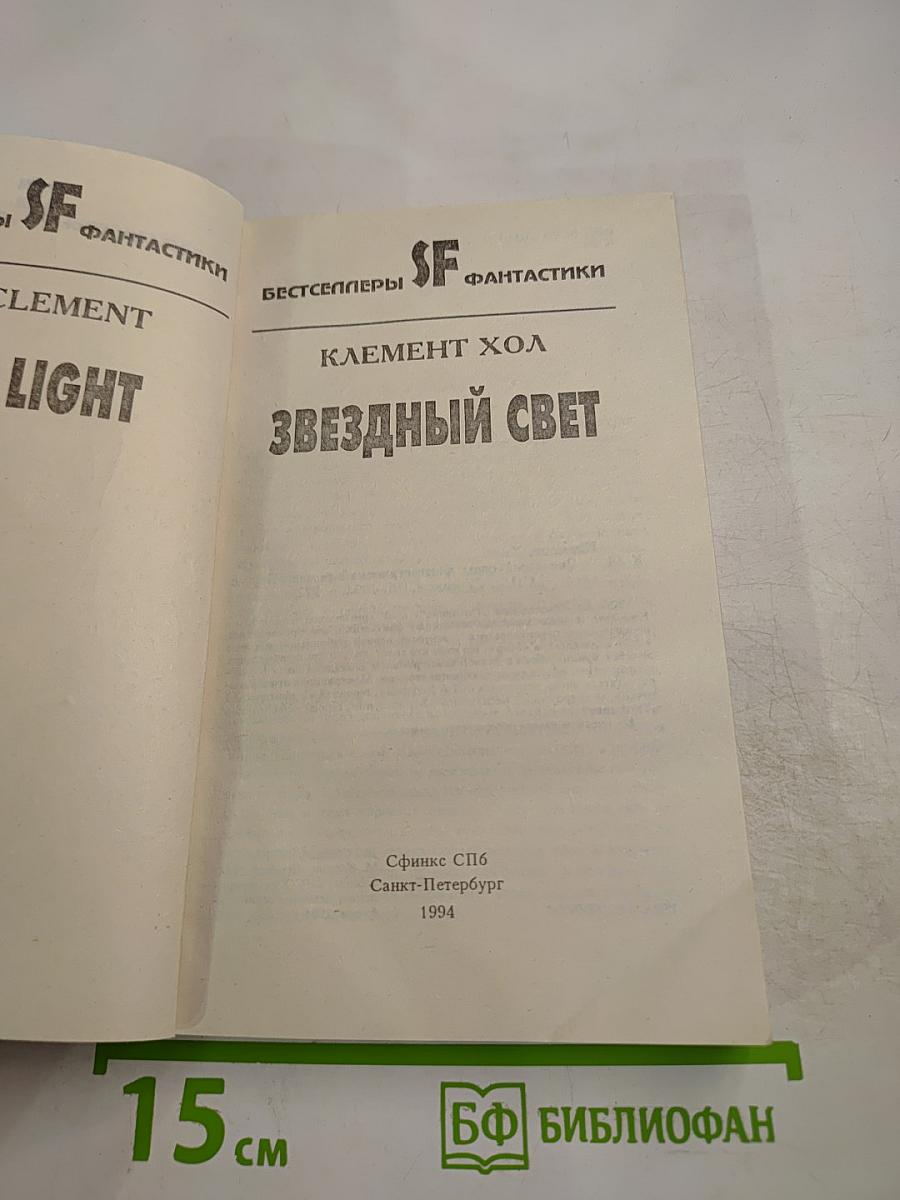 SF ФАНТАСТИКИ
CLEMENT
LIGHT
БЕСТСЕЛЛЕРЫ SF ФАНТАСТИКИ
КЛЕМЕНТ ХОЛ
ЗВЕЗДНЫЙ СВЕТ
Сфинкс СПб
Санкт-Петербург
1994
15 см
БФ БИБЛИОФАН